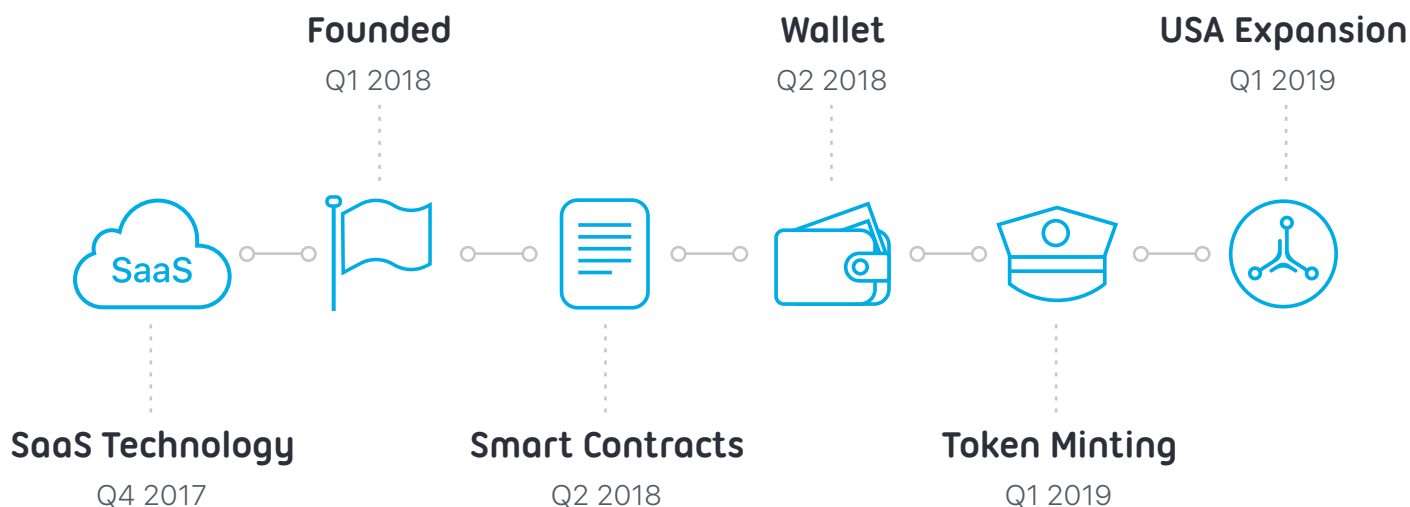 Founded
Q1 2018
Wallet
Q2 2018
USA Expansion
Q1 2019
SaaS
SaaS Technology
Q4 2017
Smart Contracts
Q2 2018
Token Minting
Q1 2019